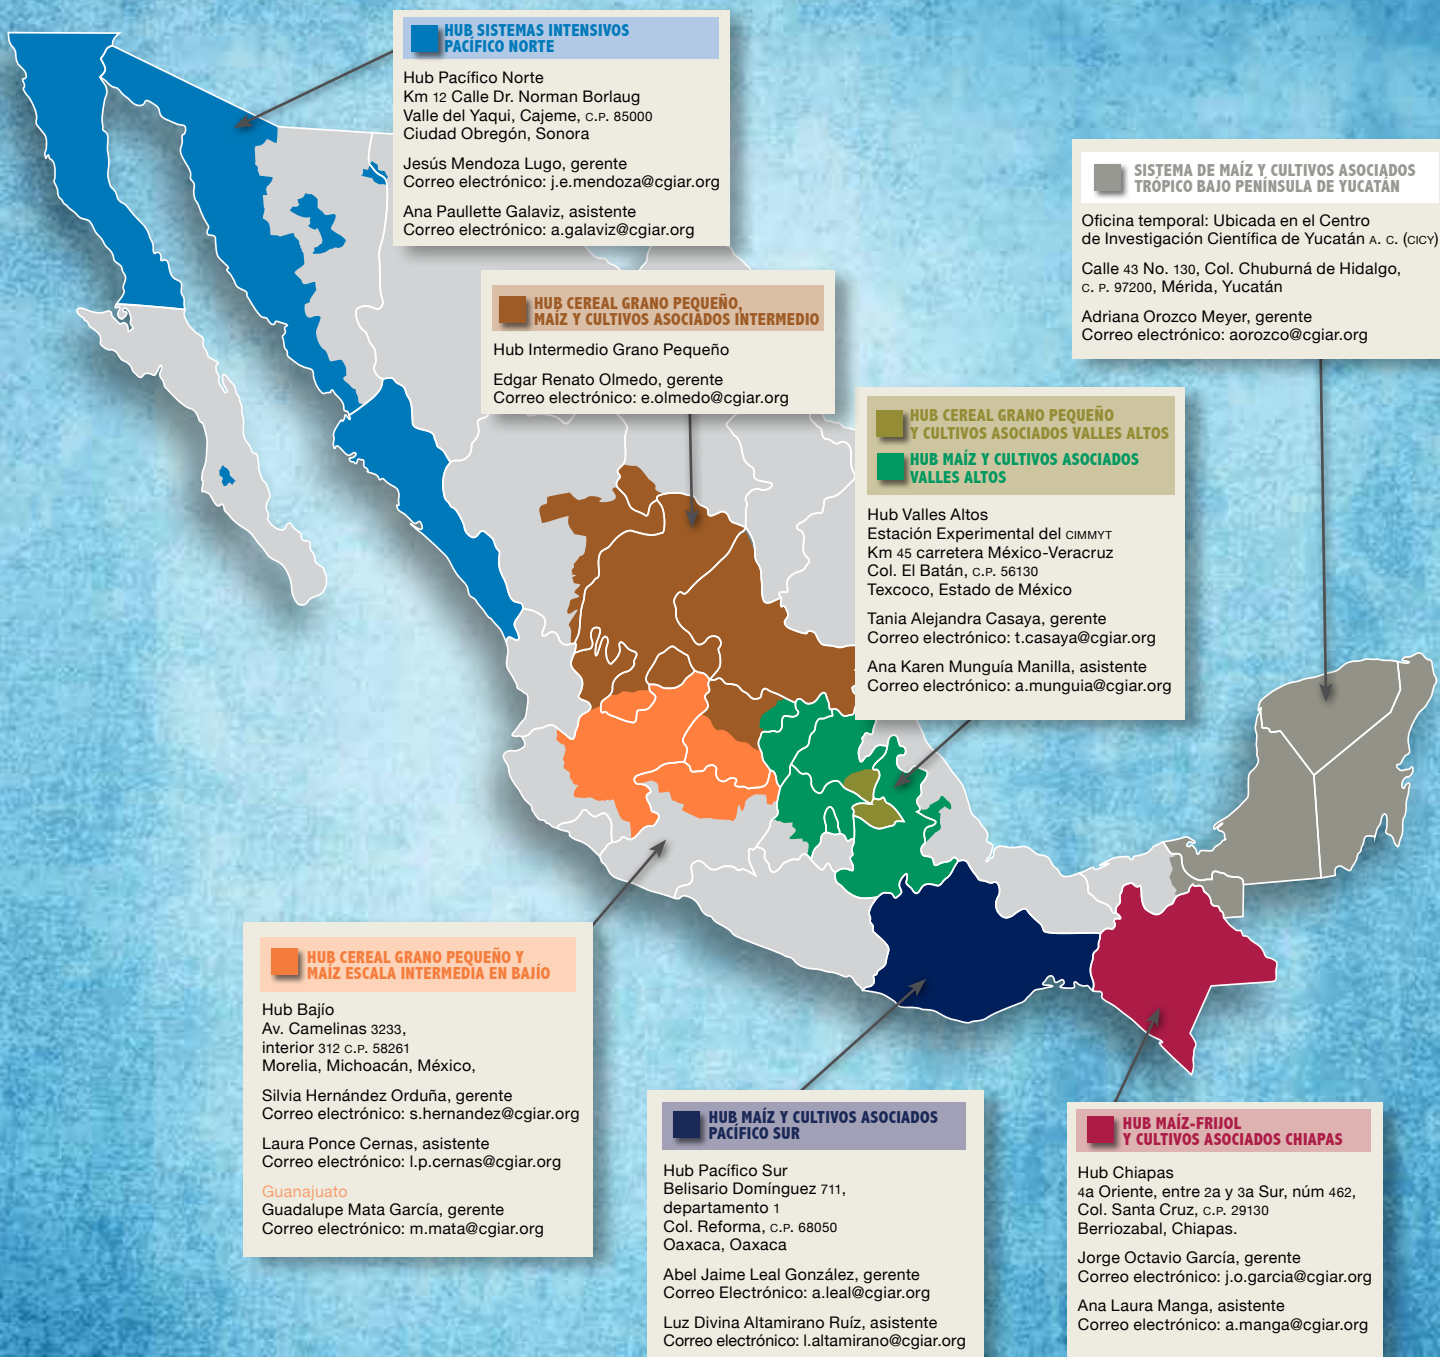 HUB SISTEMAS INTENSIVOS
PACÍFICO NORTE
Hub Pacífico Norte
Km 12 Calle Dr. Norman Borlaug
Valle del Yaqui, Cajeme, C.P. 85000
Ciudad Obregón, Sonora
Jesús Mendoza Lugo, gerente
Correo electrónico: j.e.mendoza@cgiar.org
Ana Paullette Galaviz, asistente
Correo electrónico: a.galaviz@cgiar.org
SISTEMA DE MAÍZ Y CULTIVOS ASOCIADOS
TRÓPICO BAJO PENÍNSULA DE YUCATÁN
Oficina temporal: Ubicada en el Centro
de Investigación Científica de Yucatán A. C. (CICY)
Calle 43 No. 130, Col. Chuburná de Hidalgo,
C. P. 97200, Mérida, Yucatán
Adriana Orozco Meyer, gerente
Correo electrónico: aorozco@cgiar.org
HUB CEREAL GRANO PEQUEÑO,
MAÍZ Y CULTIVOS ASOCIADOS INTERMEDIO
Hub Intermedio Grano Pequeño
Edgar Renato Olmedo, gerente
Correo electrónico: e.olmedo@cgiar.org
HUB CEREAL GRANO PEQUEÑO
Y CULTIVOS ASOCIADOS VALLES ALTOS
HUB MAÍZ Y CULTIVOS ASOCIADOS
VALLES ALTOS
Hub Valles Altos
Estación Experimental del CIMMYT
Km 45 carretera México-Veracruz
Col. El Batán, C.P. 56130
Texcoco, Estado de México
Tania Alejandra Casaya, gerente
Correo electrónico: t.casaya@cgiar.org
Ana Karen Munguía Manilla, asistente
Correo electrónico: a.munguia@cgiar.org
HUB CEREAL GRANO PEQUEÑO Y
MAÍZ ESCALA INTERMEDIA EN BAJÍO
Hub Bajío
Av. Camelinas 3233,
interior 312 C.P. 58261
Morelia, Michoacán, México,
Silvia Hernández Orduña, gerente
Correo electrónico: s.hernandez@cgiar.org
Laura Ponce Cernas, asistente
Correo electrónico: l.p.cernas@cgiar.org
Guanajuato
Guadalupe Mata García, gerente
Correo electrónico: m.mata@cgiar.org
HUB MAÍZ Y CULTIVOS ASOCIADOS
PACÍFICO SUR
Hub Pacífico Sur
Belisario Domínguez 711,
departamento 1
Col. Reforma, C.P. 68050
Oaxaca, Oaxaca
Abel Jaime Leal González, gerente
Correo Electrónico: a.leal@cgiar.org
Luz Divina Altamirano Ruíz, asistente
Correo electrónico: l.altamirano@cgiar.org
HUB MAÍZ-FRIJOL
Y CULTIVOS ASOCIADOS CHIAPAS
Hub Chiapas
4a Oriente, entre 2a y 3a Sur, núm 462,
Col. Santa Cruz, C.P. 29130
Berriozabal, Chiapas.
Jorge Octavio García, gerente
Correo electrónico: j.o.garcia@cgiar.org
Ana Laura Manga, asistente
Correo electrónico: a.manga@cgiar.org